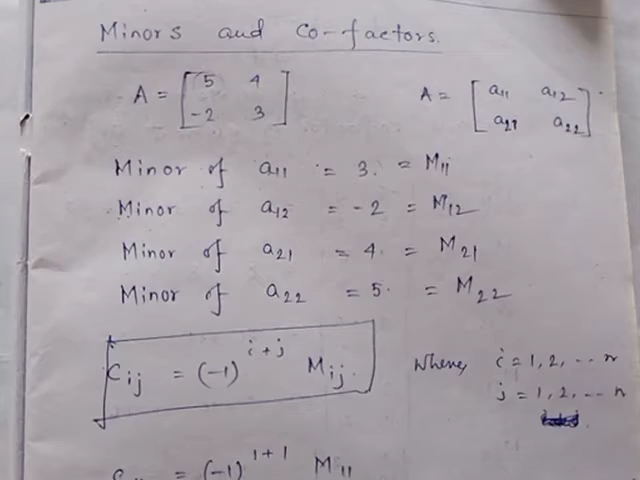 Minors and co-factors.
A = [ 5 4 A = [ a11 a12
-2 3 ] a21 a22 ]
Minor of a11 = 3. = M11
Minor of a12 = -2 = M12
Minor of a21 = 4. = M21
Minor of a22 = 5. = M22
Cij = (-1)^i+j Mij. Where, i = 1, 2, ... n
j = 1, 2, ... n
= (-1)^1+1 M11